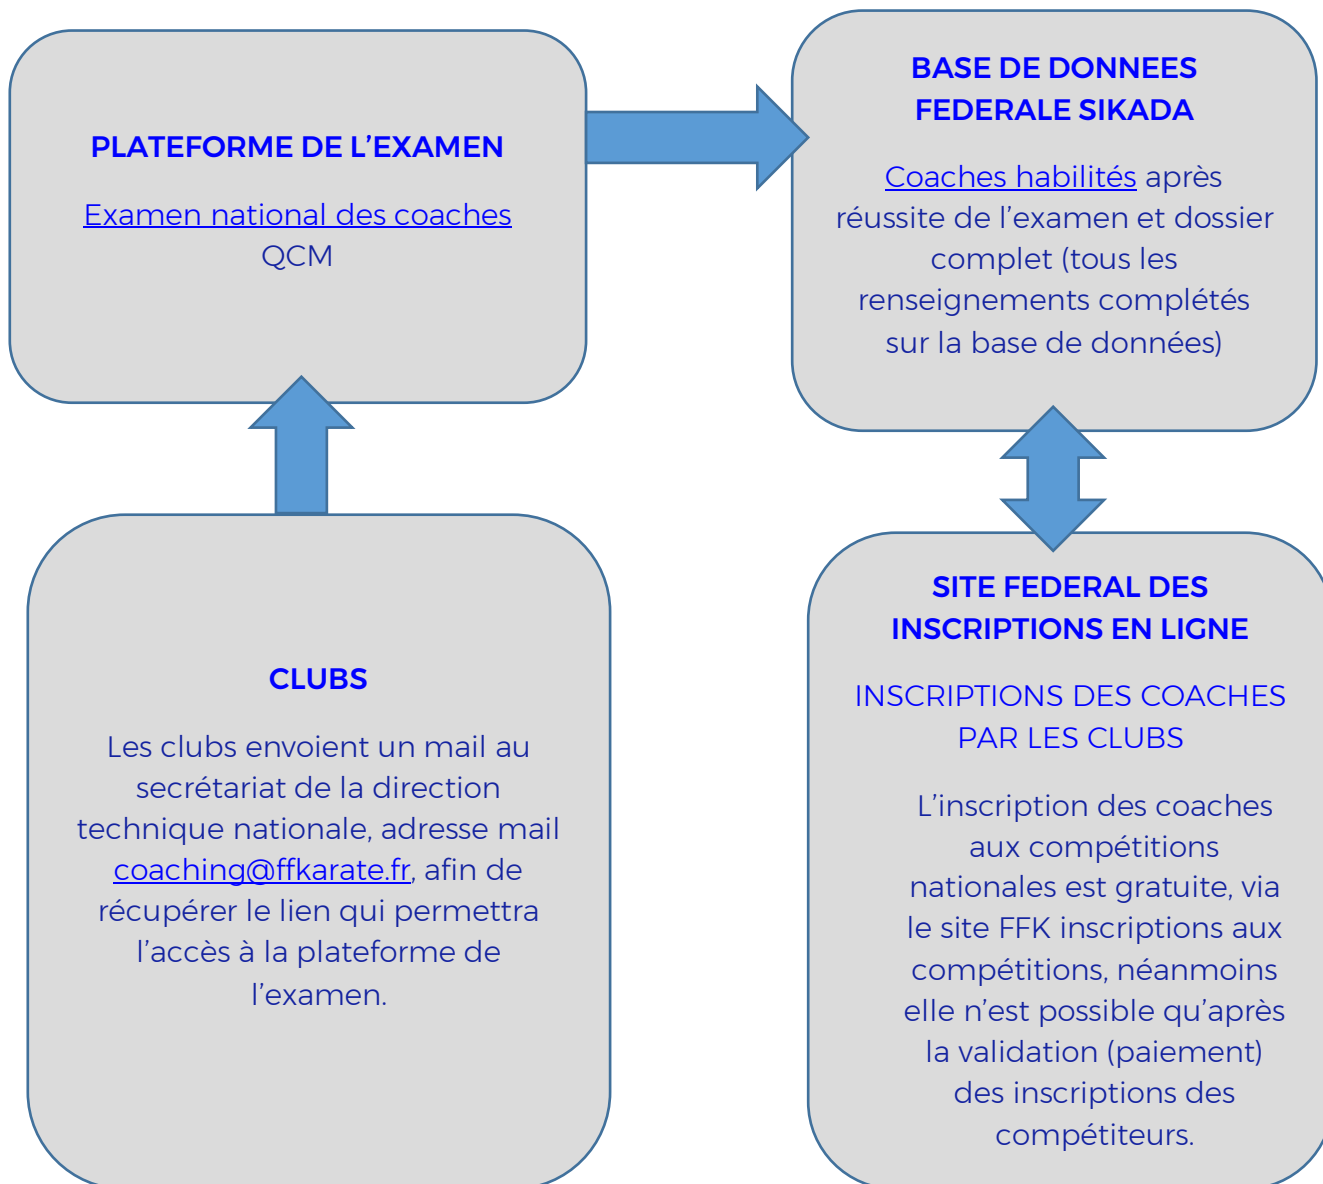 PLATEFORME DE L’EXAMEN
Examen national des coaches
QCM
BASE DE DONNEES
FEDERALE SIKADA
Coaches habilités après
réussite de l’examen et dossier
complet (tous les
renseignements complétés
sur la base de données)
CLUBS
Les clubs envoient un mail au
secrétariat de la direction
technique nationale, adresse mail
coaching@ffkarate.fr, afin de
récupérer le lien qui permettra
l’accès à la plateforme de
l’examen.
SITE FEDERAL DES
INSCRIPTIONS EN LIGNE
INSCRIPTIONS DES COACHES
PAR LES CLUBS
L’inscription des coaches
aux compétitions
nationales est gratuite, via
le site FFK inscriptions aux
compétitions, néanmoins
elle n’est possible qu’après
la validation (paiement)
des inscriptions des
compétiteurs.